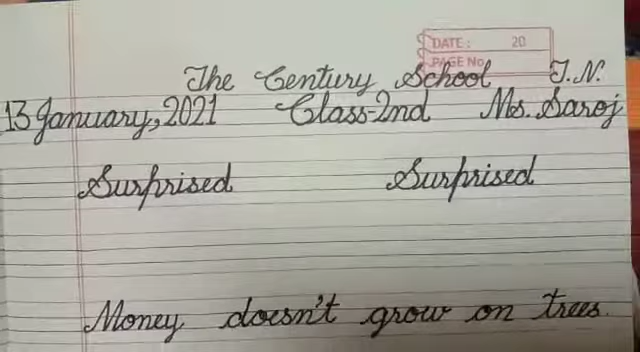 DATE: 20
PAGE No.
The Century School T.N.
13 January, 2021 Class-2nd Ms. Saroj
Surprised Surprised
Money doesn't grow on trees.